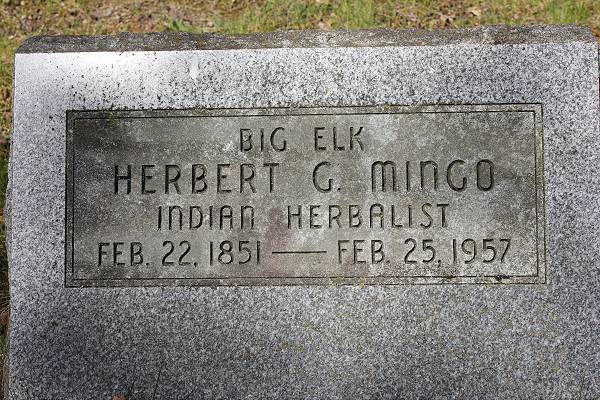 BIG ELK
HERBERT G. MINGO
INDIAN HERBALIST
FEB. 22, 1851 — FEB. 25, 1957